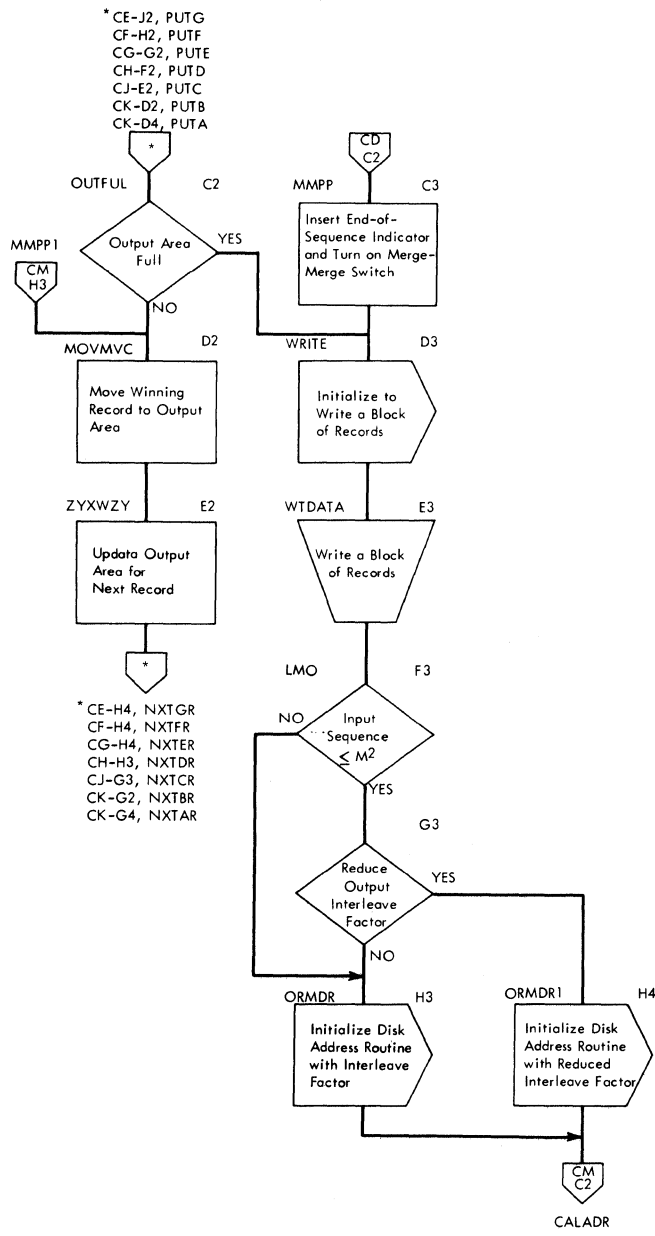 * CE-J2, PUTG
CF-H2, PUTF
CG-G2, PUTE
CH-F2, PUTD
CJ-E2, PUTC
CK-D2, PUTB
CK-D4, PUTA
*
OUTFUL C2
Output Area
Full
YES
NO
MMPP1
CM
H3
CD
C2
MMPP C3
Insert End-of-
Sequence Indicator
and Turn on Merge-
Merge Switch
MOVMVC D2
Move Winning
Record to Output
Area
WRITE D3
Initialize to
Write a Block
of Records
ZYXWZY E2
Updata Output
Area for
Next Record
*
* CE-H4, NXTGR
CF-H4, NXTFR
CG-H4, NXTER
CH-H3, NXTDR
CJ-G3, NXTCR
CK-G2, NXTBR
CK-G4, NXTAR
WTDATA E3
Write a Block
of Records
LMO F3
NO
Input
Sequence
≤ M²
YES
G3
Reduce
Output
Interleave
Factor
YES
NO
ORMDR H3
Initialize Disk
Address Routine
with Interleave
Factor
ORMDR1 H4
Initialize Disk
Address Routine
with Reduced
Interleave Factor
CM
C2
CALADR